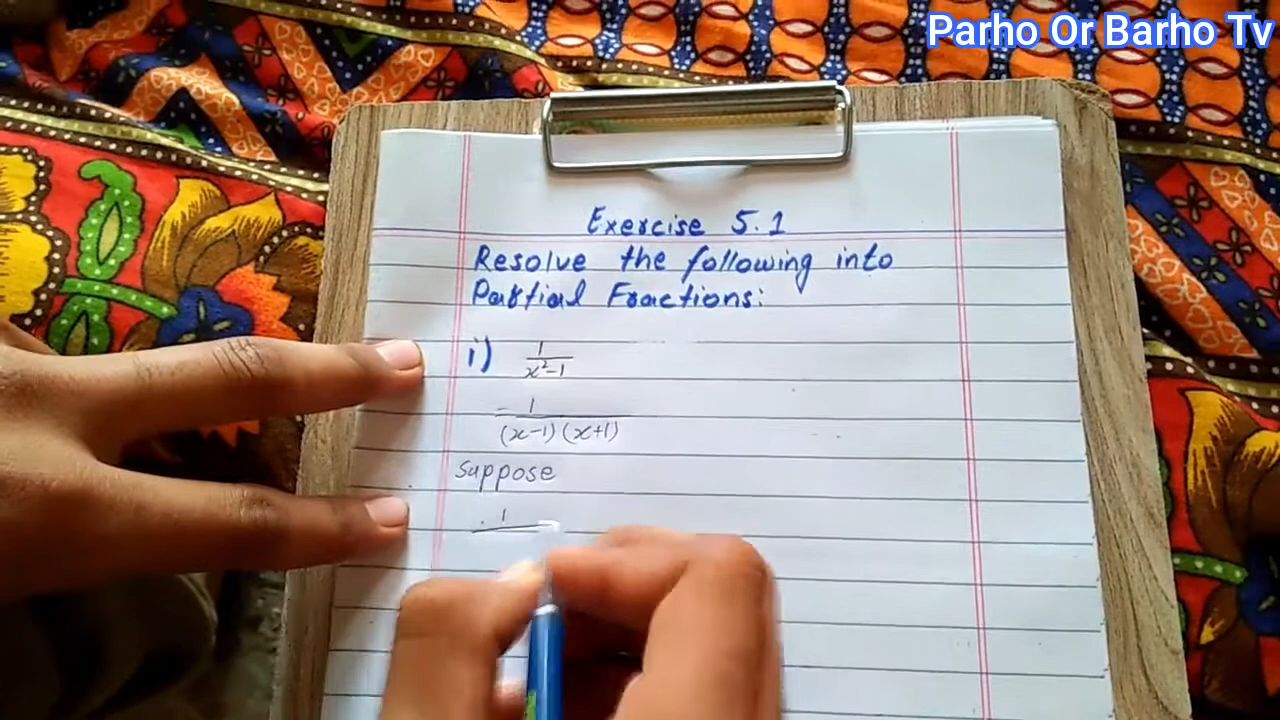 Parho Or Barho Tv
Exercise 5.1
Resolve the following into
Partial Fractions:
i) 1/(x²-1)
= 1/((x-1)(x+1))
suppose
1